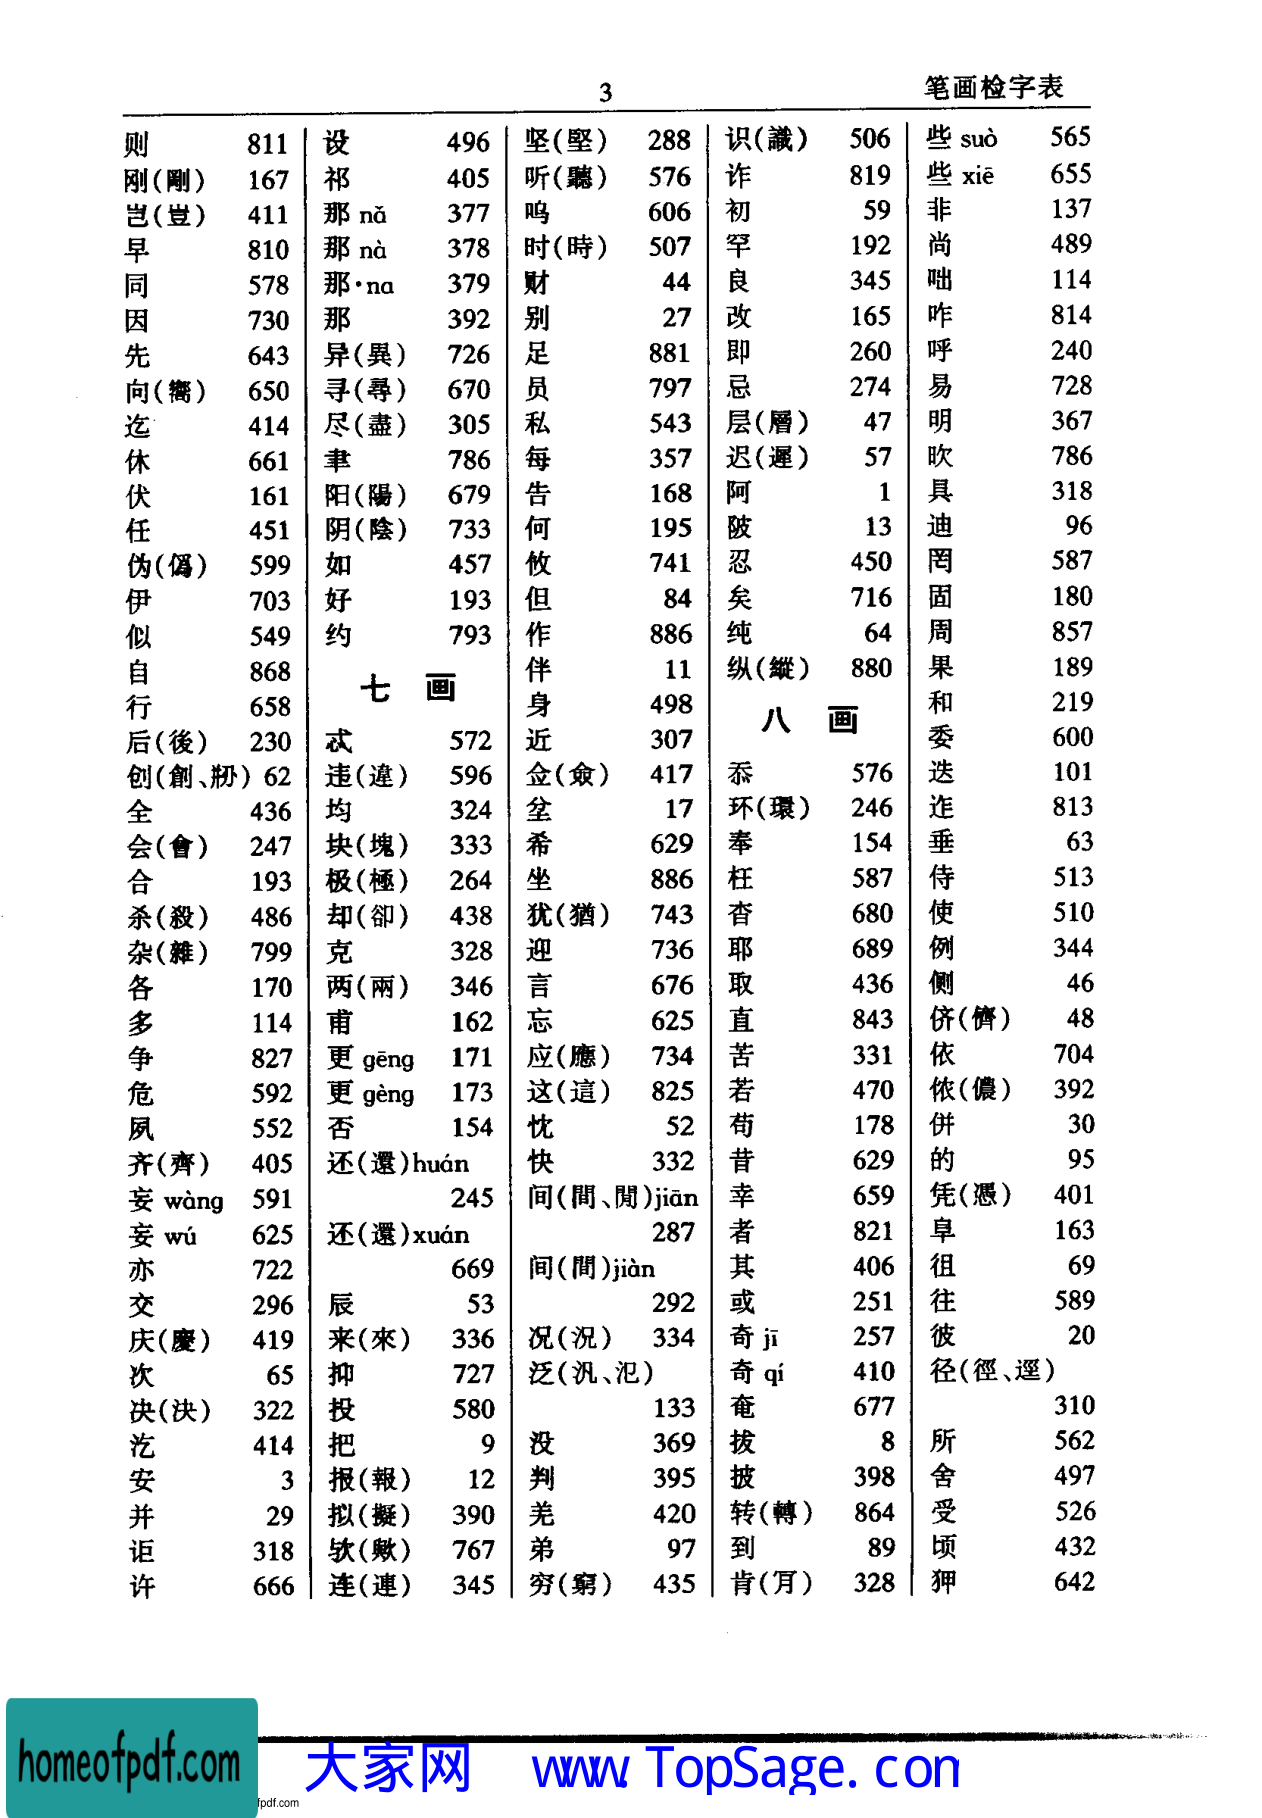 3
笔画检字表
则 811
刚(剛) 167
岂(豈) 411
早 810
同 578
因 730
先 643
向(嚮) 650
迄 414
休 661
伏 161
任 451
伪(僞) 599
伊 703
似 549
自 868
行 658
后(後) 230
创(創、剙) 62
全 436
会(會) 247
合 193
杀(殺) 486
杂(雜) 799
各 170
多 114
争 827
危 592
夙 552
齐(齊) 405
妄 wàng 591
妄 wú 625
亦 722
交 296
庆(慶) 419
次 65
决(決) 322
汔 414
安 3
并 29
讵 318
许 666
设 496
祁 405
那 nǎ 377
那 nà 378
那·na 379
那 392
异(異) 726
寻(尋) 670
尽(盡) 305
聿 786
阳(陽) 679
阴(陰) 733
如 457
好 193
约 793
七 画
忒 572
违(違) 596
均 324
块(塊) 333
极(極) 264
却(卻) 438
克 328
两(兩) 346
甫 162
更 gēng 171
更 gèng 173
否 154
还(還)huán
245
还(還)xuán
669
辰 53
来(來) 336
抑 727
投 580
把 9
报(報) 12
拟(擬) 390
欤(歟) 767
连(連) 345
坚(堅) 288
听(聽) 576
呜 606
时(時) 507
财 44
别 27
足 881
员 797
私 543
每 357
告 168
何 195
攸 741
但 84
作 886
伴 11
身 498
近 307
佥(僉) 417
坌 17
希 629
坐 886
犹(猶) 743
迎 736
言 676
忘 625
应(應) 734
这(這) 825
忱 52
快 332
间(間、閒)jiān
287
间(間)jiàn
292
况(況) 334
泛(汎、氾)
133
没 369
判 395
羌 420
弟 97
穷(窮) 435
识(識) 506
诈 819
初 59
罕 192
良 345
改 165
即 260
忌 274
层(層) 47
迟(遲) 57
阿 1
陂 13
忍 450
矣 716
纯 64
纵(縱) 880
八 画
忝 576
环(環) 246
奉 154
枉 587
杳 680
耶 689
取 436
直 843
苦 331
若 470
苟 178
昔 629
幸 659
者 821
其 406
或 251
奇 jī 257
奇 qí 410
奄 677
拔 8
披 398
转(轉) 864
到 89
肯(肎) 328
些 suò 565
些 xiē 655
非 137
尚 489
咄 114
咋 814
呼 240
易 728
明 367
昳 786
具 318
迪 96
罔 587
固 180
周 857
果 189
和 219
委 600
迭 101
迮 813
垂 63
侍 513
使 510
例 344
侧 46
侪(儕) 48
依 704
侬(儂) 392
併 30
的 95
凭(憑) 401
阜 163
徂 69
往 589
彼 20
径(徑、逕)
310
所 562
舍 497
受 526
顷 432
狎 642
homeofpdf.com
大家网 www.TopSage.com
fpdf.com